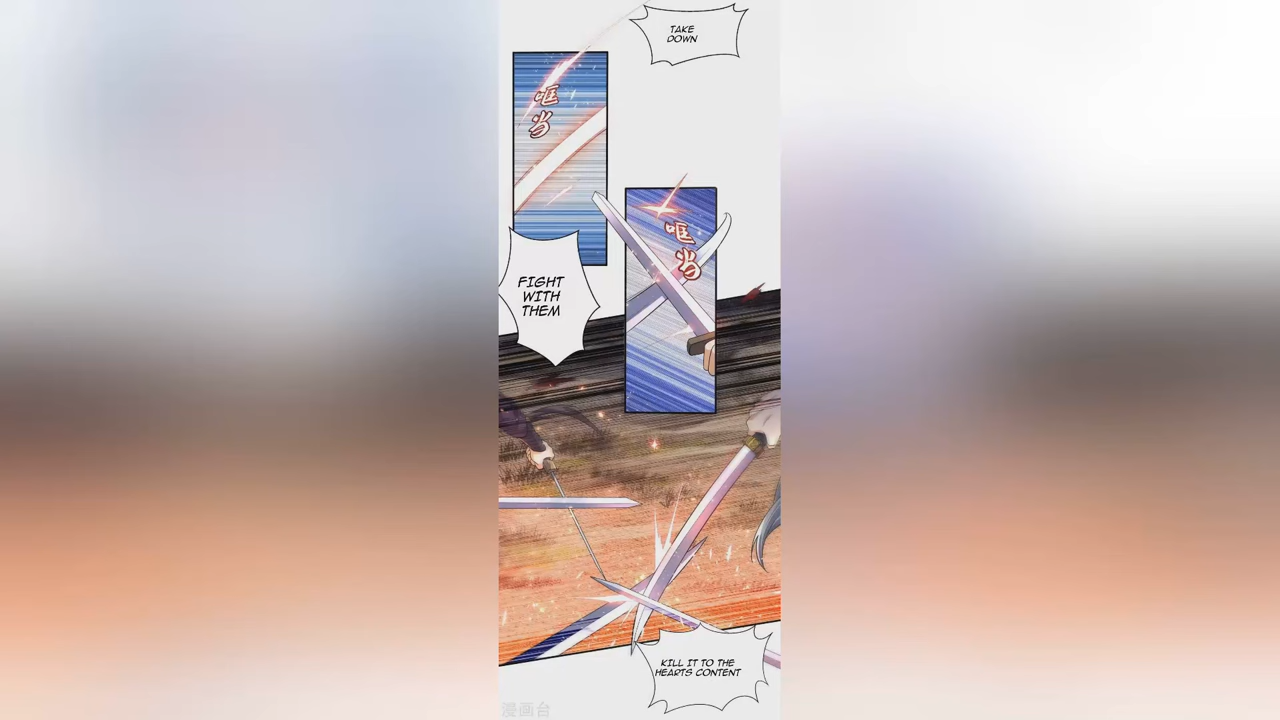 TAKE
DOWN
哐
当
哐
当
FIGHT
WITH
THEM
KILL IT TO THE
HEARTS CONTENT
漫画台